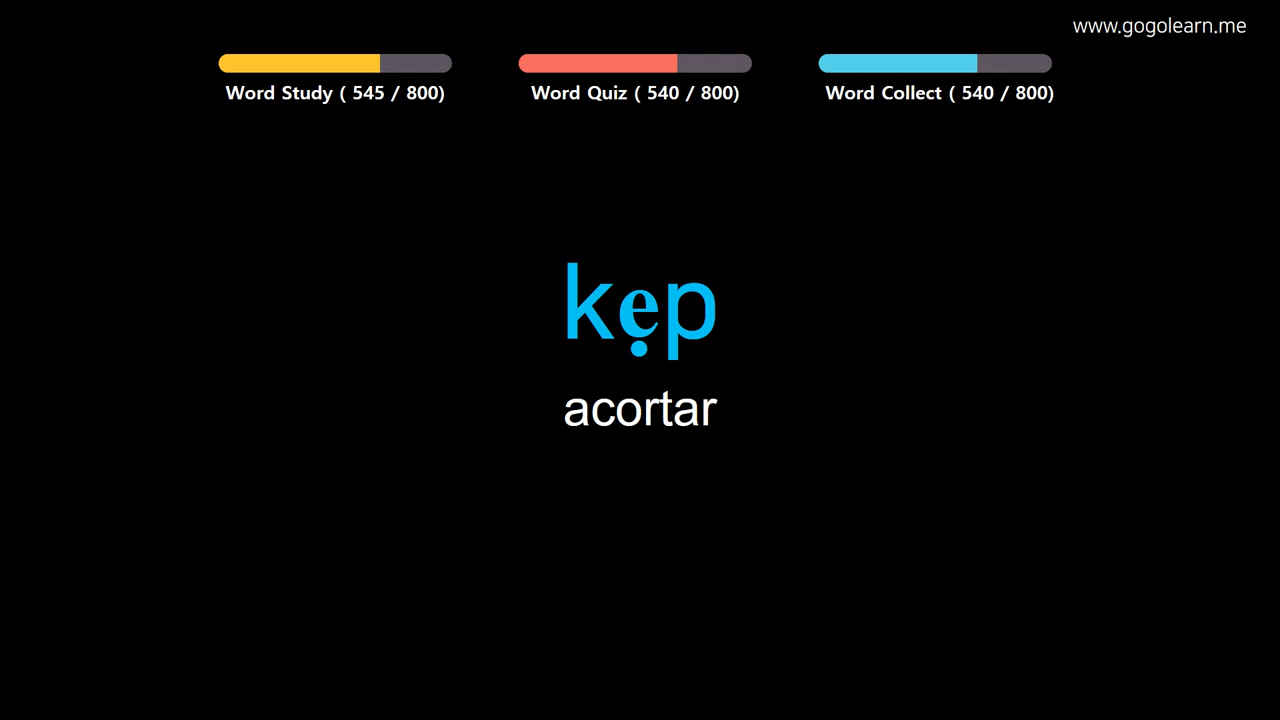 www.gogolearn.me
Word Study ( 545 / 800)
Word Quiz ( 540 / 800)
Word Collect ( 540 / 800)
kẹp
acortar